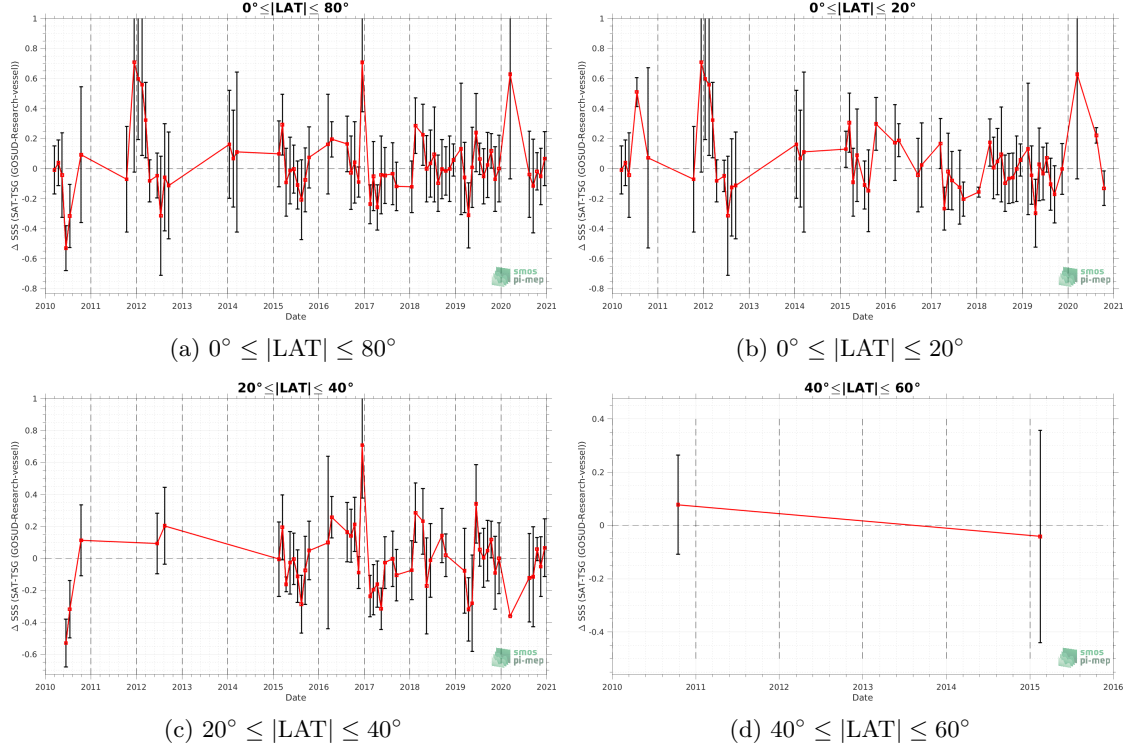 0°≤|LAT|≤ 80°
Δ SSS (SAT-TSG (GOSUD-Research-vessel))
1
0.8
0.6
0.4
0.2
0
-0.2
-0.4
-0.6
-0.8
2010 2011 2012 2013 2014 2015 2016 2017 2018 2019 2020 2021
Date
smos
pi-mep
(a) 0° ≤ |LAT| ≤ 80°
0°≤|LAT|≤ 20°
Δ SSS (SAT-TSG (GOSUD-Research-vessel))
1
0.8
0.6
0.4
0.2
0
-0.2
-0.4
-0.6
-0.8
2010 2011 2012 2013 2014 2015 2016 2017 2018 2019 2020 2021
Date
smos
pi-mep
(b) 0° ≤ |LAT| ≤ 20°
20°≤|LAT|≤ 40°
Δ SSS (SAT-TSG (GOSUD-Research-vessel))
1
0.8
0.6
0.4
0.2
0
-0.2
-0.4
-0.6
2010 2011 2012 2013 2014 2015 2016 2017 2018 2019 2020 2021
Date
smos
pi-mep
(c) 20° ≤ |LAT| ≤ 40°
40°≤|LAT|≤ 60°
Δ SSS (SAT-TSG (GOSUD-Research-vessel))
0.4
0.2
0
-0.2
-0.4
2010 2011 2012 2013 2014 2015 2016
Date
smos
pi-mep
(d) 40° ≤ |LAT| ≤ 60°